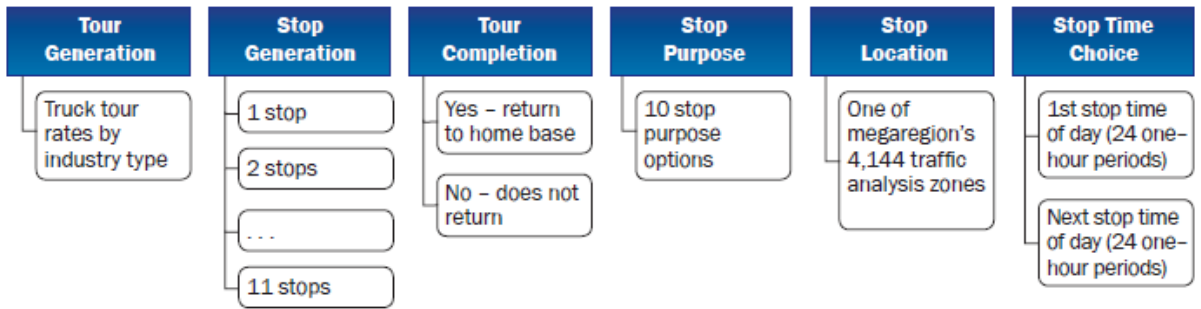 Tour
Generation
Truck tour
rates by
industry type
Stop
Generation
1 stop
2 stops
. . .
11 stops
Tour
Completion
Yes – return
to home base
No – does not
return
Stop
Purpose
10 stop
purpose
options
Stop
Location
One of
megaregion's
4,144 traffic
analysis zones
Stop Time
Choice
1st stop time
of day (24 one–
hour periods)
Next stop time
of day (24 one–
hour periods)